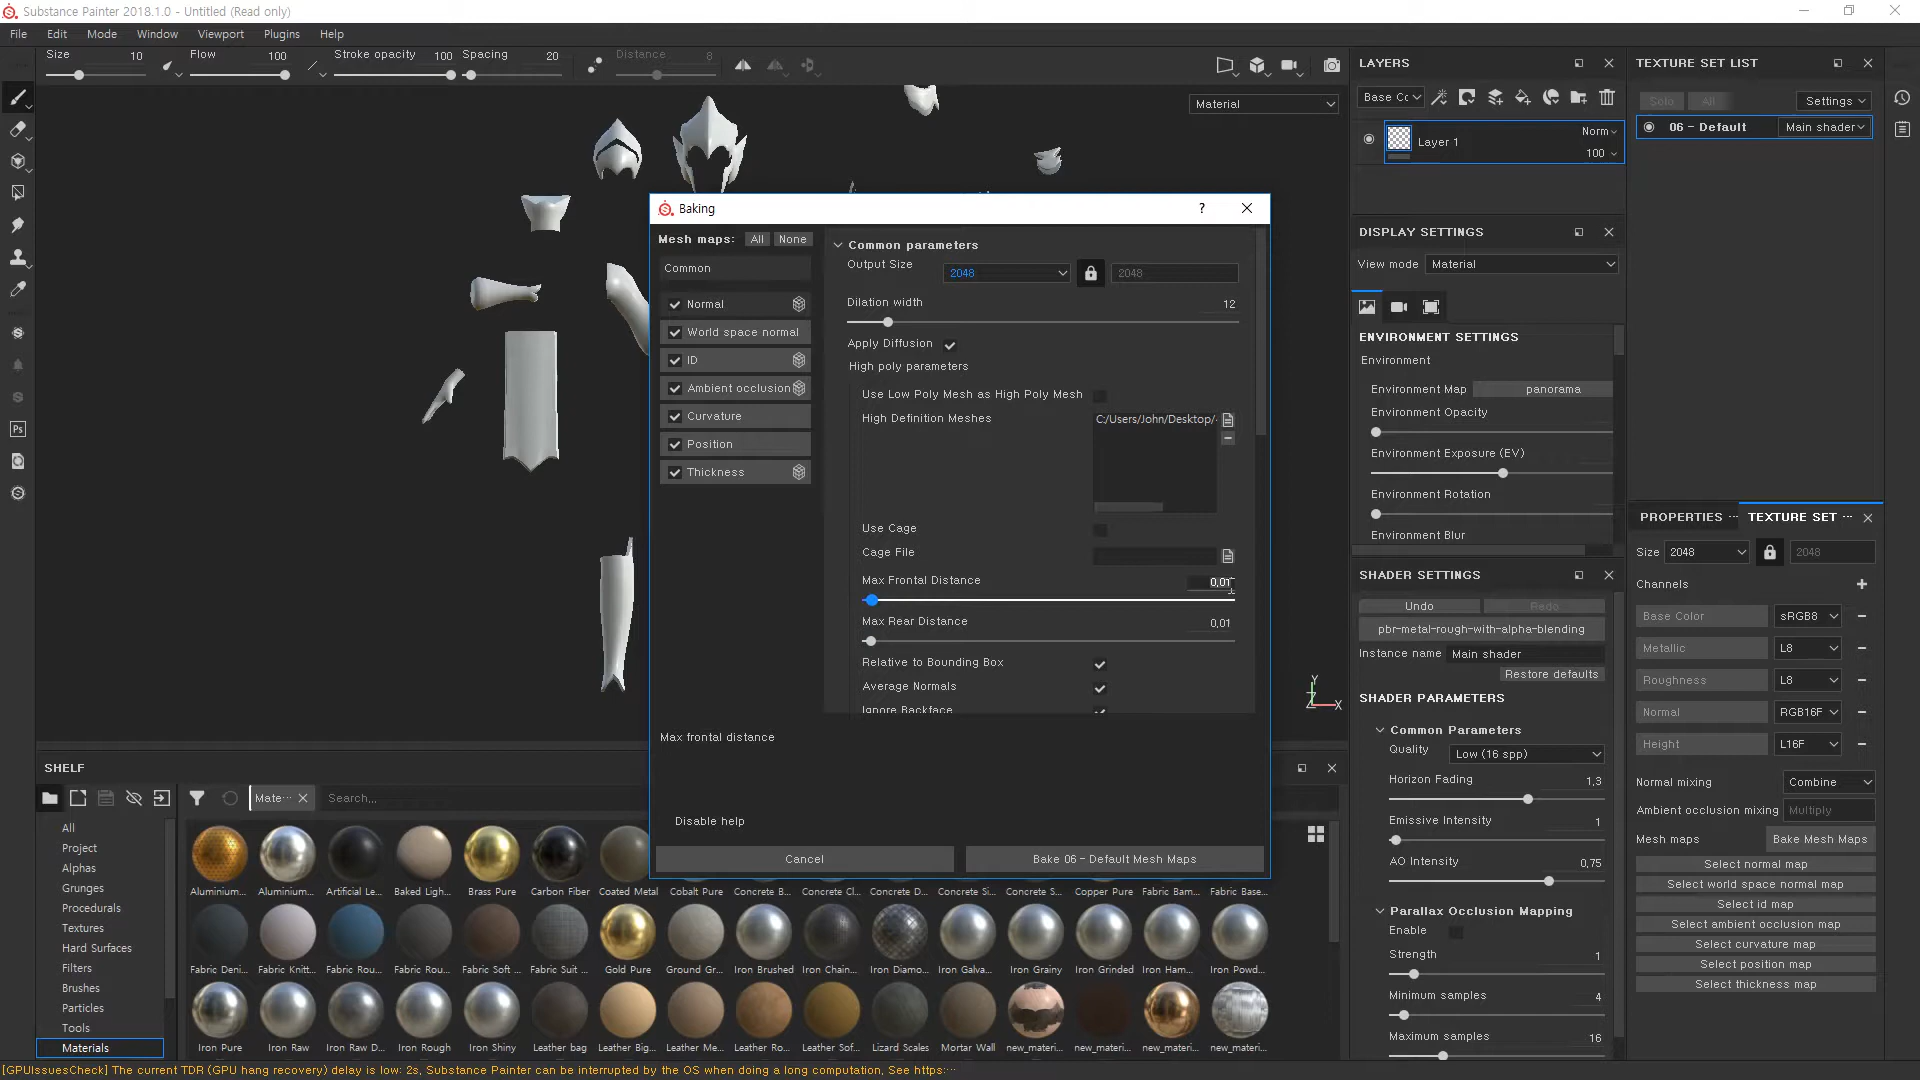 Substance Painter 2018.1.0 - Untitled (Read only)
File Edit Mode Window Viewport Plugins Help
Size 10 Flow 100 Stroke opacity 100 Spacing 20 Distance 8
Material
LAYERS
Base Co
Layer 1
Norm
100
TEXTURE SET LIST
Solo All Settings
06 - Default Main shader
DISPLAY SETTINGS
View mode Material
ENVIRONMENT SETTINGS
Environment
Environment Map panorama
Environment Opacity
Environment Exposure (EV)
Environment Rotation
Environment Blur
Baking
?
Mesh maps: All None
Common
Normal
World space normal
ID
Ambient occlusion
Curvature
Position
Thickness
Common parameters
Output Size 2048 2048
Dilation width 12
Apply Diffusion
High poly parameters
Use Low Poly Mesh as High Poly Mesh
High Definition Meshes C:/Users/John/Desktop/
Use Cage
Cage File
Max Frontal Distance 0,01
Max Rear Distance 0,01
Relative to Bounding Box
Average Normals
Ignore Backface
Max frontal distance
Disable help
Cancel Bake 06 - Default Mesh Maps
Y
Z X
SHADER SETTINGS
Undo Redo
pbr-metal-rough-with-alpha-blending
Instance name Main shader
Restore defaults
SHADER PARAMETERS
Common Parameters
Quality Low (16 spp)
Horizon Fading 1,3
Emissive Intensity 1
AO Intensity 0,75
Parallax Occlusion Mapping
Enable
Strength 1
Minimum samples 4
Maximum samples 16
PROPERTIES ··· TEXTURE SET ···
Size 2048 2048
Channels
Base Color sRGB8
Metallic L8
Roughness L8
Normal RGB16F
Height L16F
Normal mixing Combine
Ambient occlusion mixing Multiply
Mesh maps Bake Mesh Maps
Select normal map
Select world space normal map
Select id map
Select ambient occlusion map
Select curvature map
Select position map
Select thickness map
SHELF
Mate··· Search...
All
Project
Alphas
Grunges
Procedurals
Textures
Hard Surfaces
Filters
Brushes
Particles
Tools
Materials
Ps
Aluminium... Aluminium... Artificial Le... Baked Ligh... Brass Pure Carbon Fiber Coated Metal Cobalt Pure Concrete B... Concrete Cl... Concrete D... Concrete Si... Concrete S... Copper Pure Fabric Bam... Fabric Base...
Fabric Deni... Fabric Knitt... Fabric Rou... Fabric Rou... Fabric Soft ... Fabric Suit ... Gold Pure Ground Gr... Iron Brushed Iron Chain... Iron Diamo... Iron Galva... Iron Grainy Iron Grinded Iron Ham... Iron Powd...
Iron Pure Iron Raw Iron Raw D... Iron Rough Iron Shiny Leather bag Leather Big... Leather Me... Leather Ro... Leather Sof... Lizard Scales Mortar Wall new_materi... new_materi... new_materi... new_materi...
[GPUIssuesCheck] The current TDR (GPU hang recovery) delay is low: 2s, Substance Painter can be interrupted by the OS when doing a long computation, See https:···